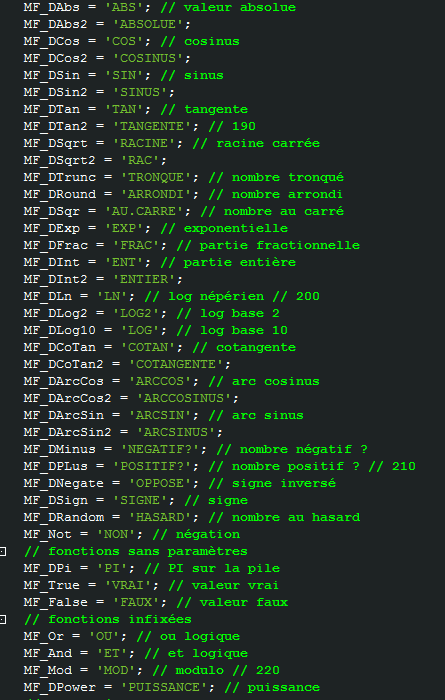 MF_DAbs = 'ABS'; // valeur absolue
MF_DAbs2 = 'ABSOLUE';
MF_DCos = 'COS'; // cosinus
MF_DCos2 = 'COSINUS';
MF_DSin = 'SIN'; // sinus
MF_DSin2 = 'SINUS';
MF_DTan = 'TAN'; // tangente
MF_DTan2 = 'TANGENTE'; // 190
MF_DSqrt = 'RACINE'; // racine carrée
MF_DSqrt2 = 'RAC';
MF_DTrunc = 'TRONQUE'; // nombre tronqué
MF_DRound = 'ARRONDI'; // nombre arrondi
MF_DSqr = 'AU.CARRE'; // nombre au carré
MF_DExp = 'EXP'; // exponentielle
MF_DFrac = 'FRAC'; // partie fractionnelle
MF_DInt = 'ENT'; // partie entière
MF_DInt2 = 'ENTIER';
MF_DLn = 'LN'; // log népérien // 200
MF_DLog2 = 'LOG2'; // log base 2
MF_DLog10 = 'LOG'; // log base 10
MF_DCoTan = 'COTAN'; // cotangente
MF_DCoTan2 = 'COTANGENTE';
MF_DArcCos = 'ARCCOS'; // arc cosinus
MF_DArcCos2 = 'ARCCOSINUS';
MF_DArcSin = 'ARCSIN'; // arc sinus
MF_DArcSin2 = 'ARCSINUS';
MF_DMinus = 'NEGATIF?'; // nombre négatif ?
MF_DPLus = 'POSITIF?'; // nombre positif ? // 210
MF_DNegate = 'OPPOSE'; // signe inversé
MF_DSign = 'SIGNE'; // signe
MF_DRandom = 'HASARD'; // nombre au hasard
MF_Not = 'NON'; // négation
// fonctions sans paramètres
MF_DPi = 'PI'; // PI sur la pile
MF_True = 'VRAI'; // valeur vrai
MF_False = 'FAUX'; // valeur faux
// fonctions infixées
MF_Or = 'OU'; // ou logique
MF_And = 'ET'; // et logique
MF_Mod = 'MOD'; // modulo // 220
MF_DPower = 'PUISSANCE'; // puissance